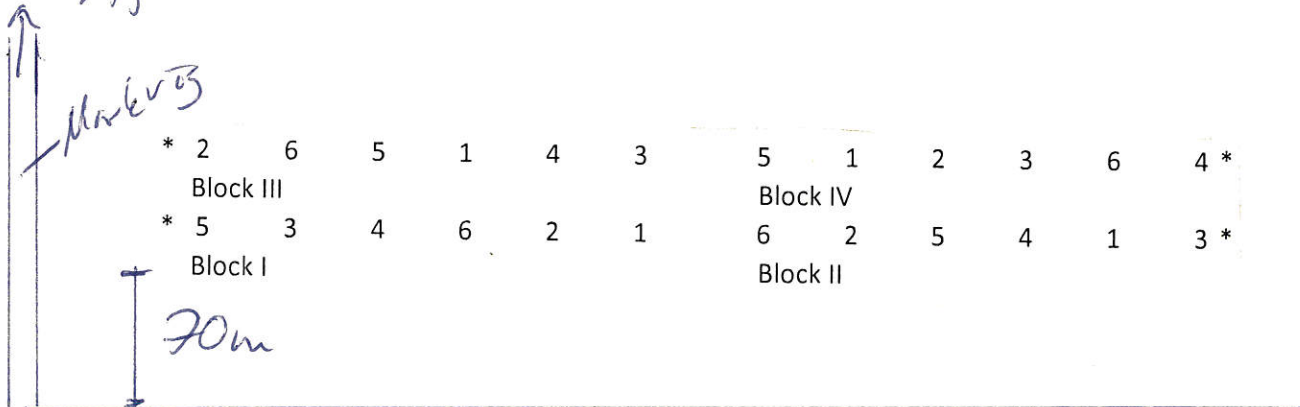 Markvej
* 2 6 5 1 4 3 5 1 2 3 6 4 *
Block III Block IV
* 5 3 4 6 2 1 6 2 5 4 1 3 *
Block I Block II
70m